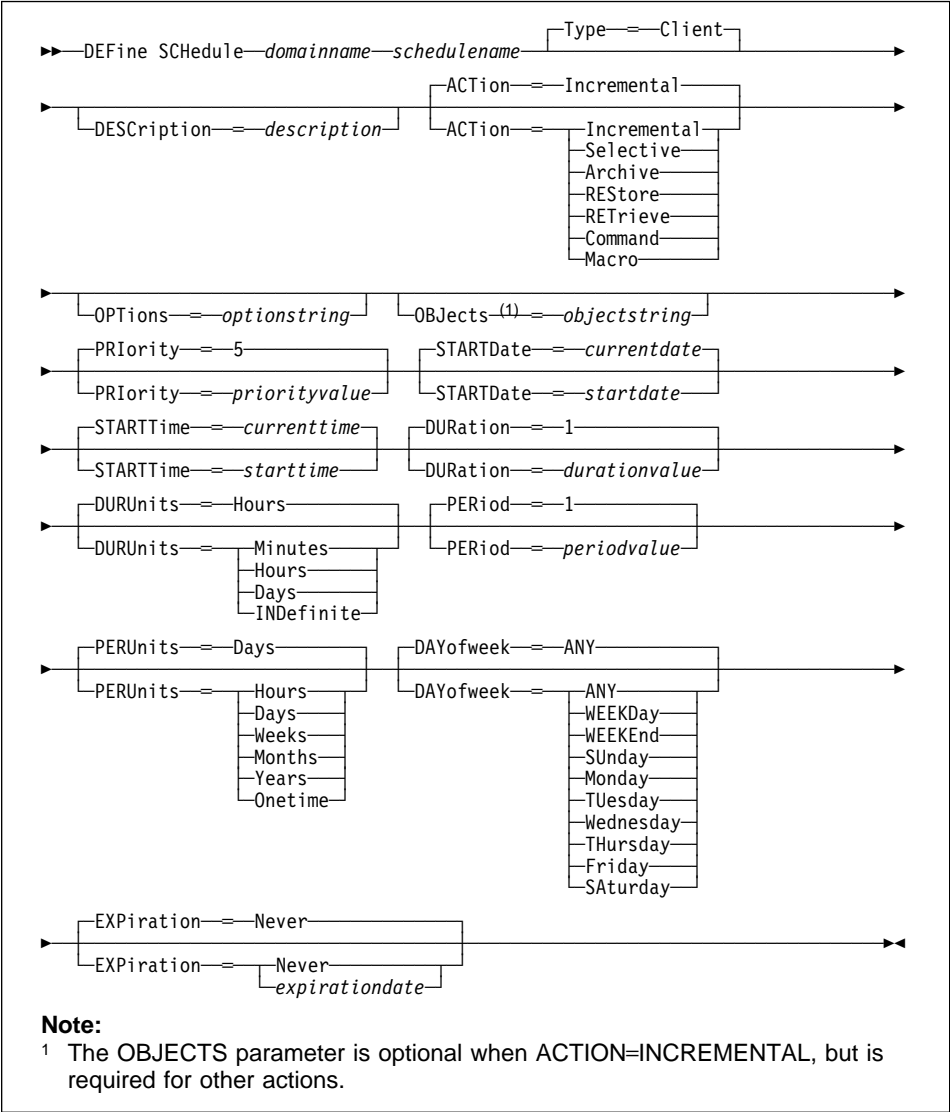 Type=Client
DEFine SCHedule domainname schedulename
ACTion=Incremental
DESCription=description ACTion= Incremental
Selective
Archive
REStore
RETrieve
Command
Macro
OPTions=optionstring OBJects (1) =objectstring
PRIority=5 STARTDate=currentdate
PRIority=priorityvalue STARTDate=startdate
STARTTime=currenttime DURation=1
STARTTime=starttime DURation=durationvalue
DURUnits=Hours PERiod=1
DURUnits= Minutes PERiod=periodvalue
Hours
Days
INDefinite
PERUnits=Days DAYofweek=ANY
PERUnits= Hours DAYofweek= ANY
Days WEEKDay
Weeks WEEKEnd
Months SUnday
Years Monday
Onetime TUesday
Wednesday
THursday
Friday
SAturday
EXPiration=Never
EXPiration= Never
expirationdate
Note:
1 The OBJECTS parameter is optional when ACTION=INCREMENTAL, but is
required for other actions.